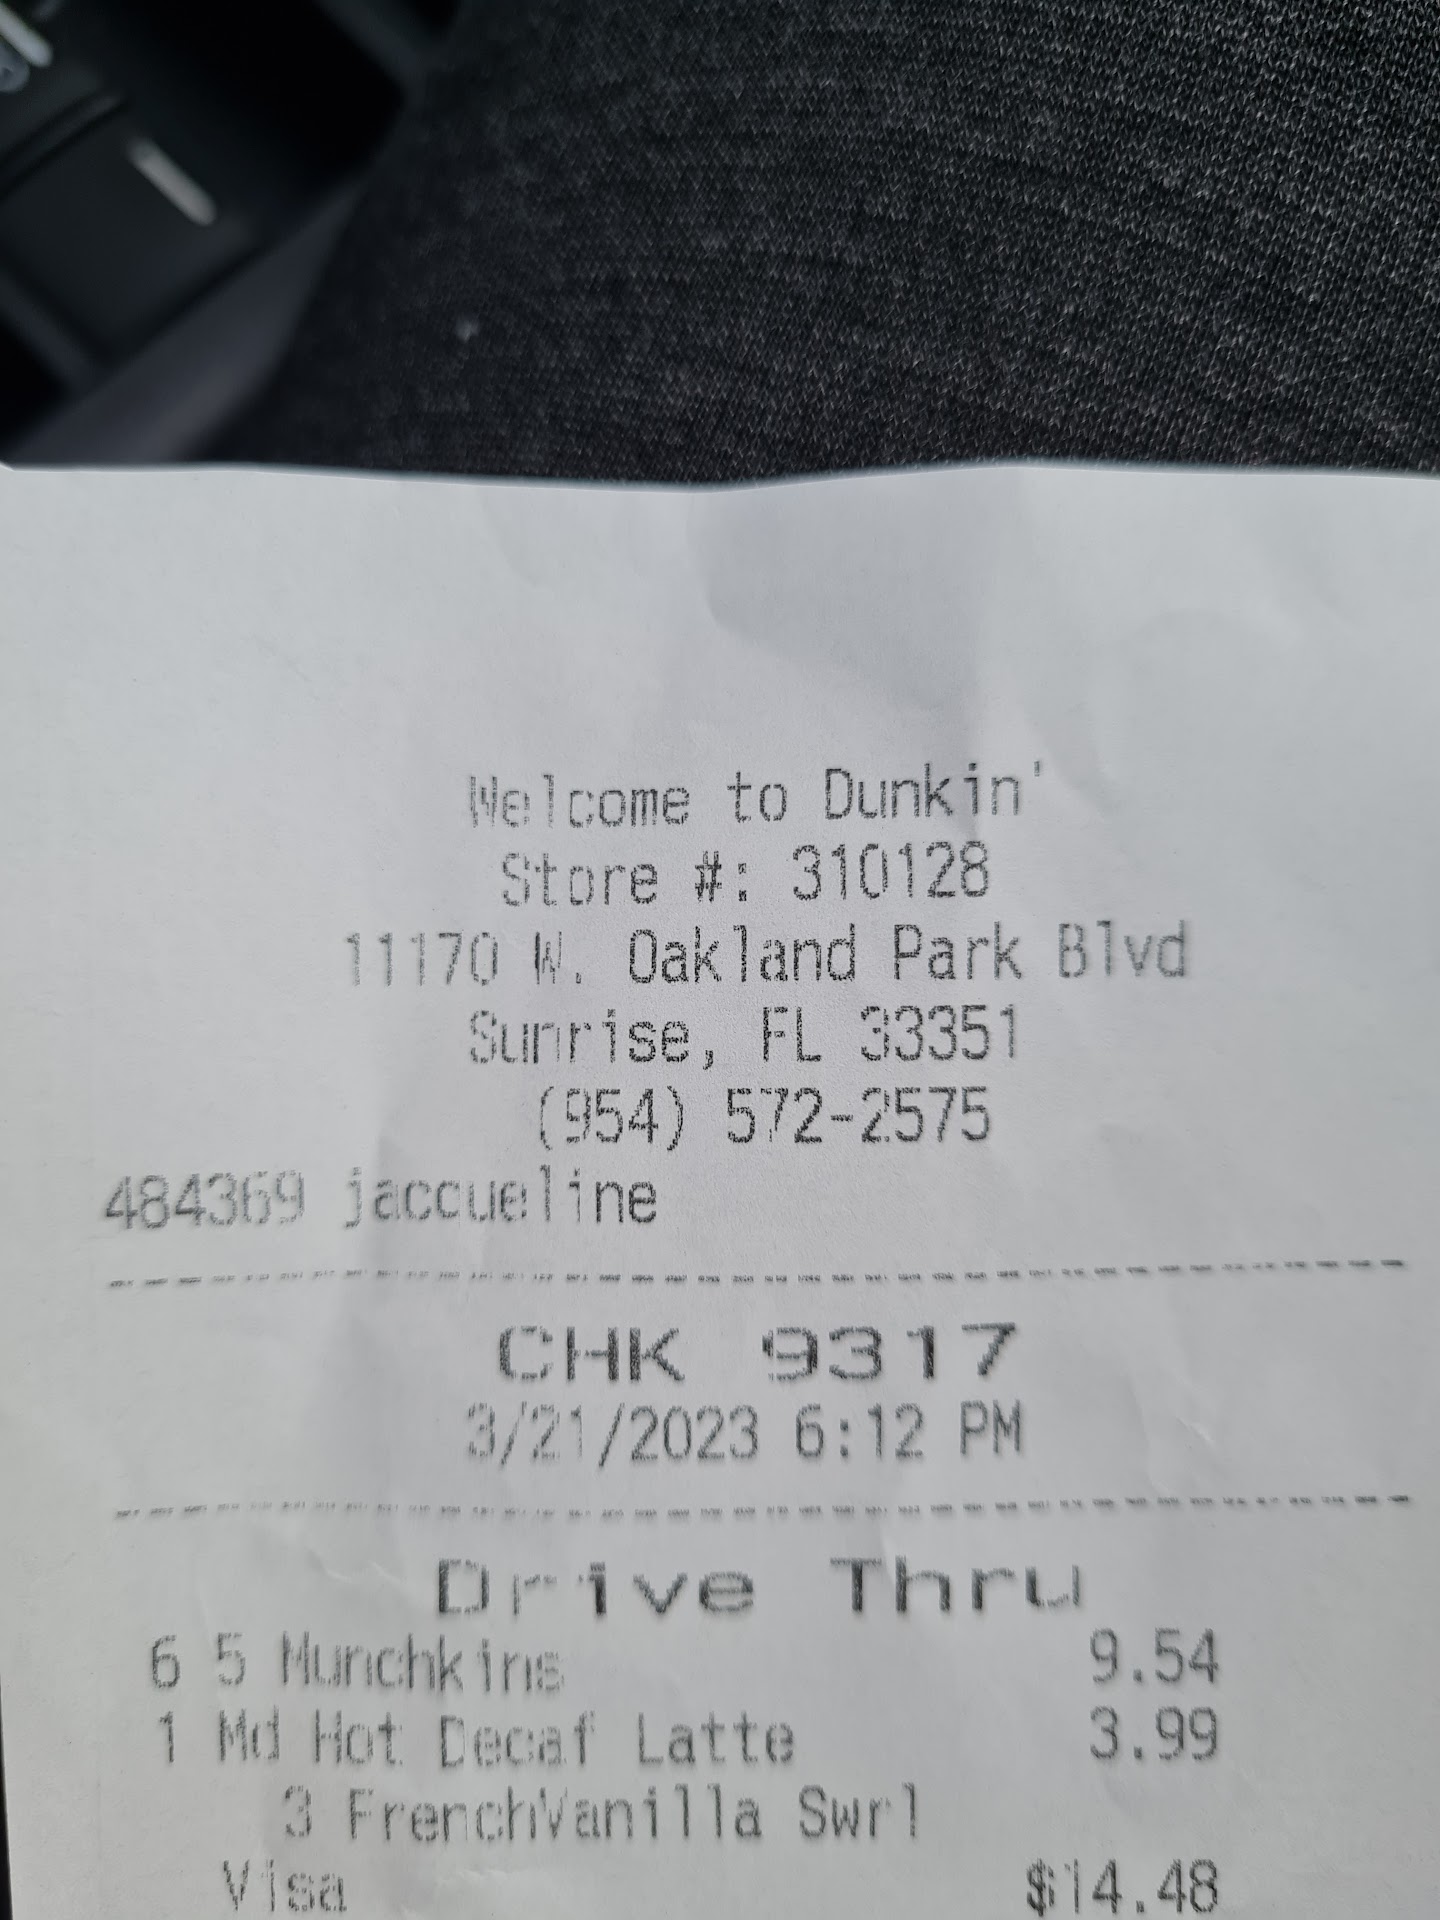 Welcome to Dunkin'
Store #: 310128
11170 W. Oakland Park Blvd
Sunrise, FL 33351
(954) 572-2575
484369 jaccueline
CHK 9317
3/21/2023 6:12 PM
Drive Thru
6 5 Munchkins 9.54
1 Md Hot Decaf Latte 3.99
3 FrenchVanilla Swrl
Visa $14.48